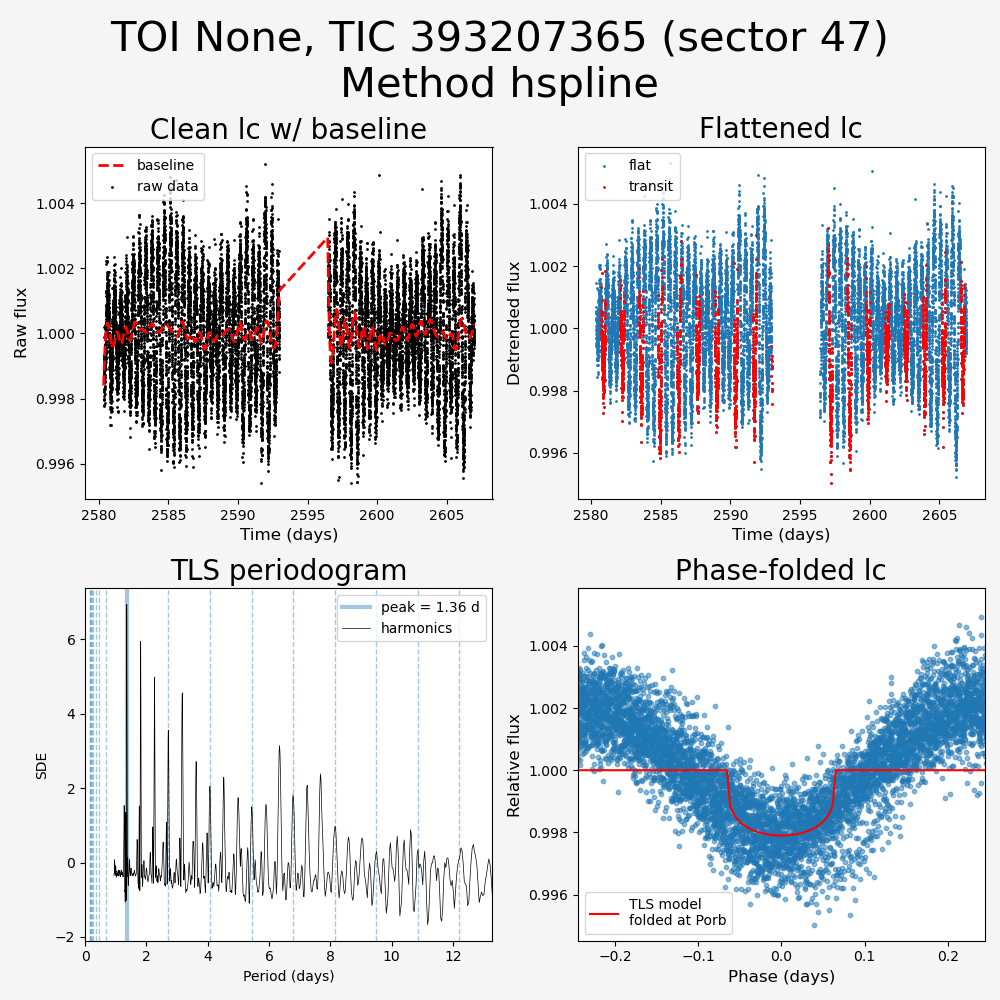 TOI None, TIC 393207365 (sector 47)
Method hspline
Clean lc w/ baseline
baseline
raw data
1.004
1.002
1.000
0.998
0.996
Raw flux
2580
2585
2590
2595
2600
2605
Time (days)
Flattened lc
flat
transit
1.004
1.002
1.000
0.998
0.996
Detrended flux
2580
2585
2590
2595
2600
2605
Time (days)
TLS periodogram
peak = 1.36 d
harmonics
6
4
2
0
−2
SDE
0
2
4
6
8
10
12
Period (days)
Phase-folded lc
1.004
1.002
1.000
0.998
0.996
Relative flux
TLS model
folded at Porb
−0.2
−0.1
0.0
0.1
0.2
Phase (days)